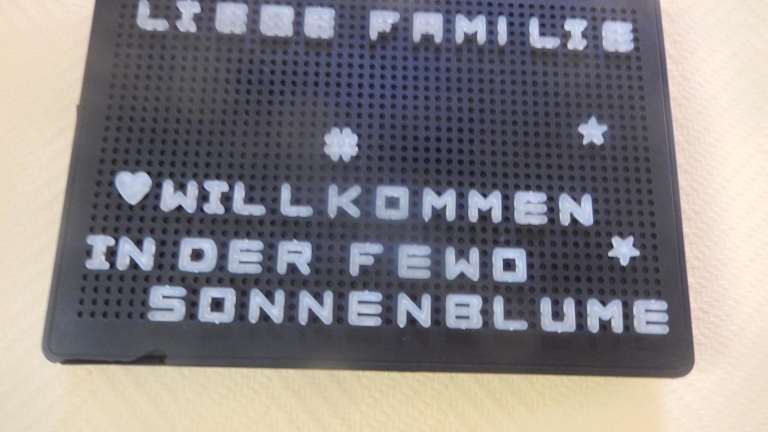 LIEBE FAMILIE
WILLKOMMEN
IN DER FEWO
SONNENBLUME